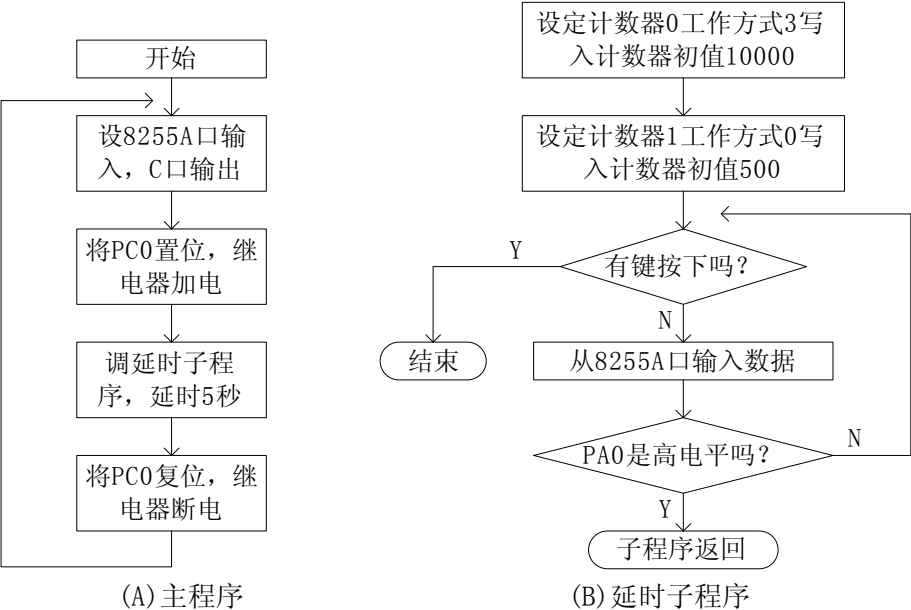 开始
设8255A口输
入，C口输出
将PC0置位，继
电器加电
调延时子程
序，延时5秒
将PC0复位，继
电器断电
(A)主程序
设定计数器0工作方式3写
入计数器初值10000
设定计数器1工作方式0写
入计数器初值500
有键按下吗？
Y
N
结束
从8255A口输入数据
PA0是高电平吗？
N
Y
子程序返回
(B)延时子程序